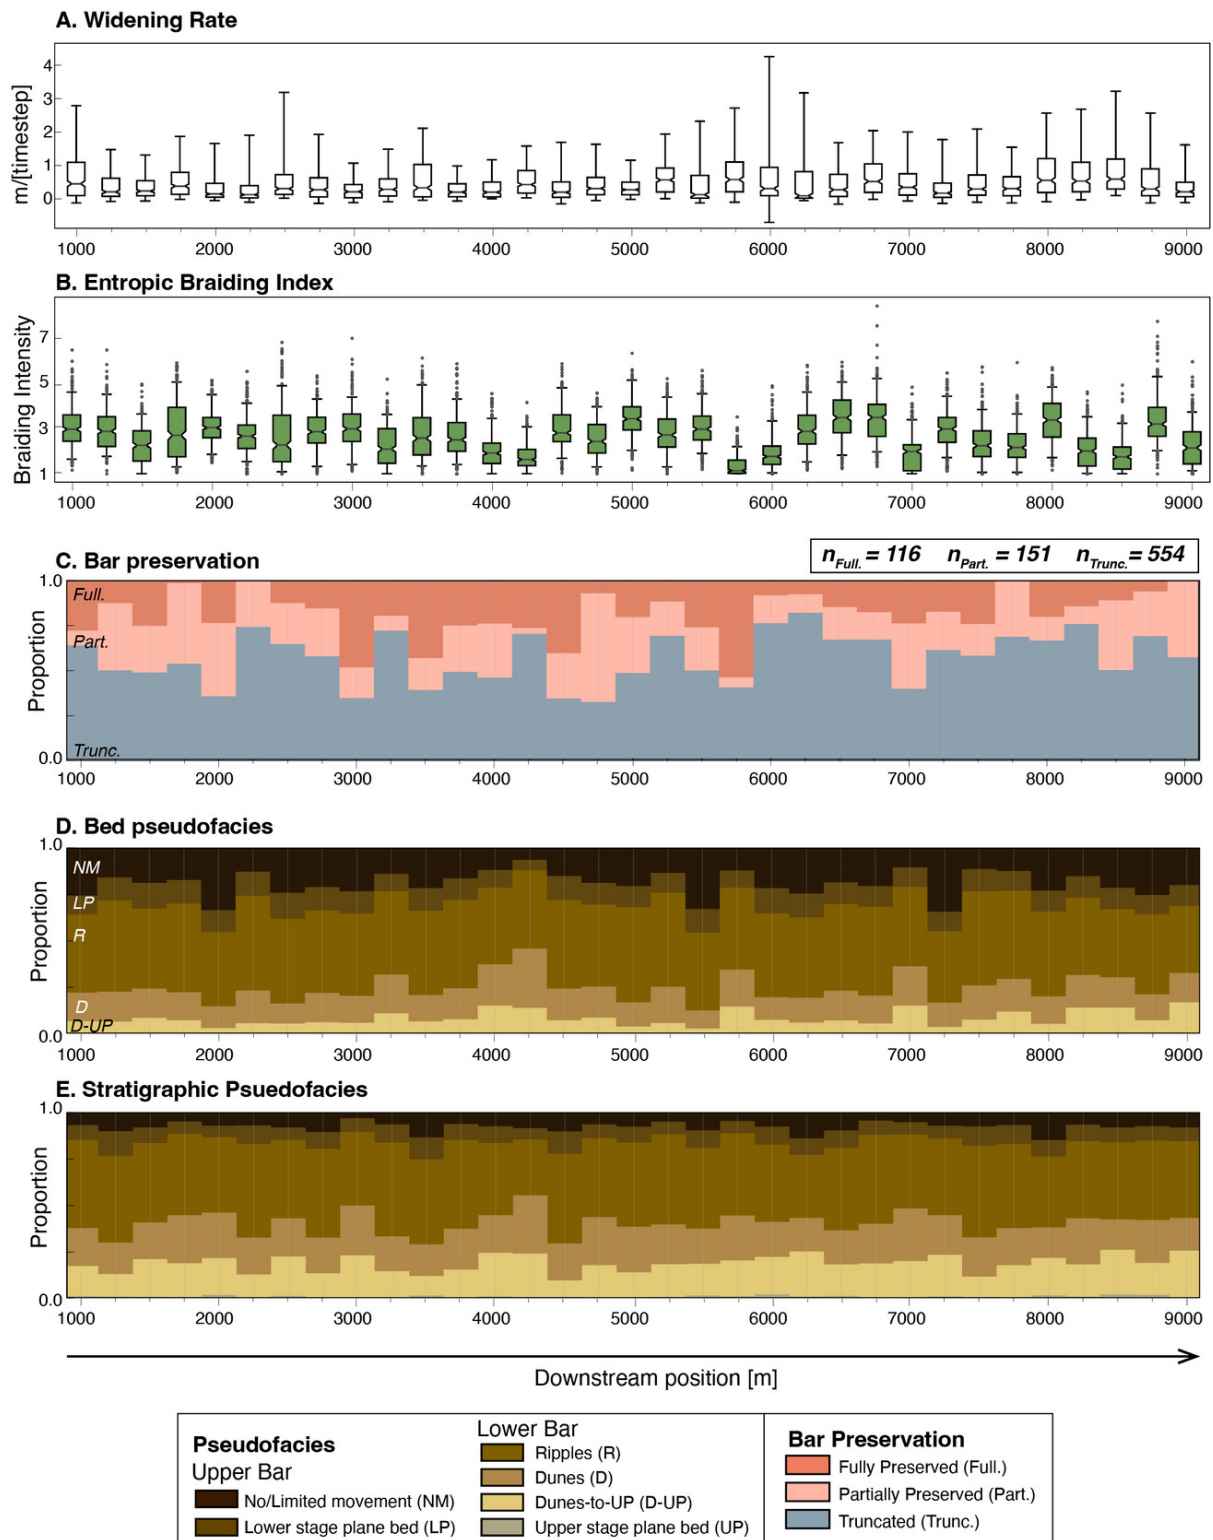 A. Widening Rate
m/[timestep]
4
3
2
1
0
1000 2000 3000 4000 5000 6000 7000 8000 9000
B. Entropic Braiding Index
Braiding Intensity
7
5
3
1
1000 2000 3000 4000 5000 6000 7000 8000 9000
C. Bar preservation
nFull. = 116 nPart. = 151 nTrunc. = 554
Proportion
1.0
Full.
Part.
Trunc.
0.0
1000 2000 3000 4000 5000 6000 7000 8000 9000
D. Bed pseudofacies
Proportion
1.0
NM
LP
R
D
D-UP
0.0
1000 2000 3000 4000 5000 6000 7000 8000 9000
E. Stratigraphic Psuedofacies
Proportion
1.0
0.0
1000 2000 3000 4000 5000 6000 7000 8000 9000
Downstream position [m]
Pseudofacies
Upper Bar
No/Limited movement (NM)
Lower stage plane bed (LP)
Lower Bar
Ripples (R)
Dunes (D)
Dunes-to-UP (D-UP)
Upper stage plane bed (UP)
Bar Preservation
Fully Preserved (Full.)
Partially Preserved (Part.)
Truncated (Trunc.)